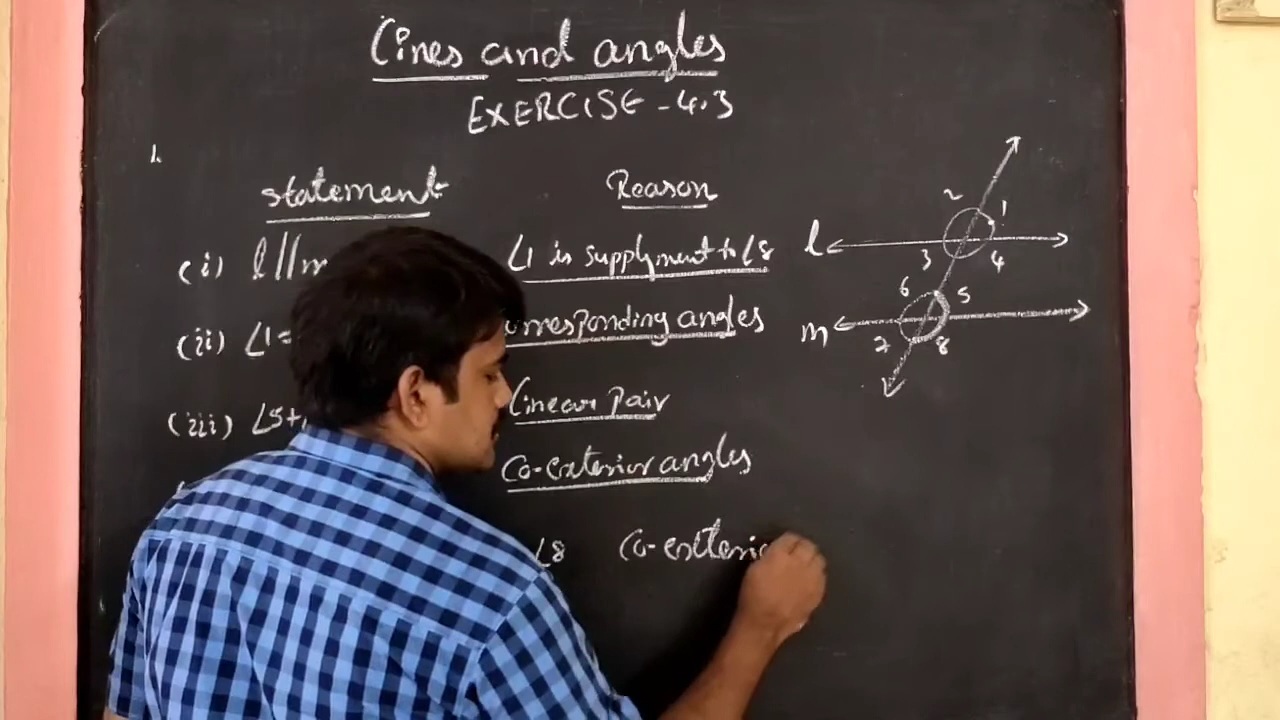 Lines and angles
EXERCISE - 4.3
1.
statement Reason
(i) l//m ∠1 is supplyment to ∠8
(ii) ∠1= corresponding angles
(iii) ∠5+ Linear Pair
Co-exterior angles
∠8 Co-exterio
l
2 1
3 4
m
6 5
7 8